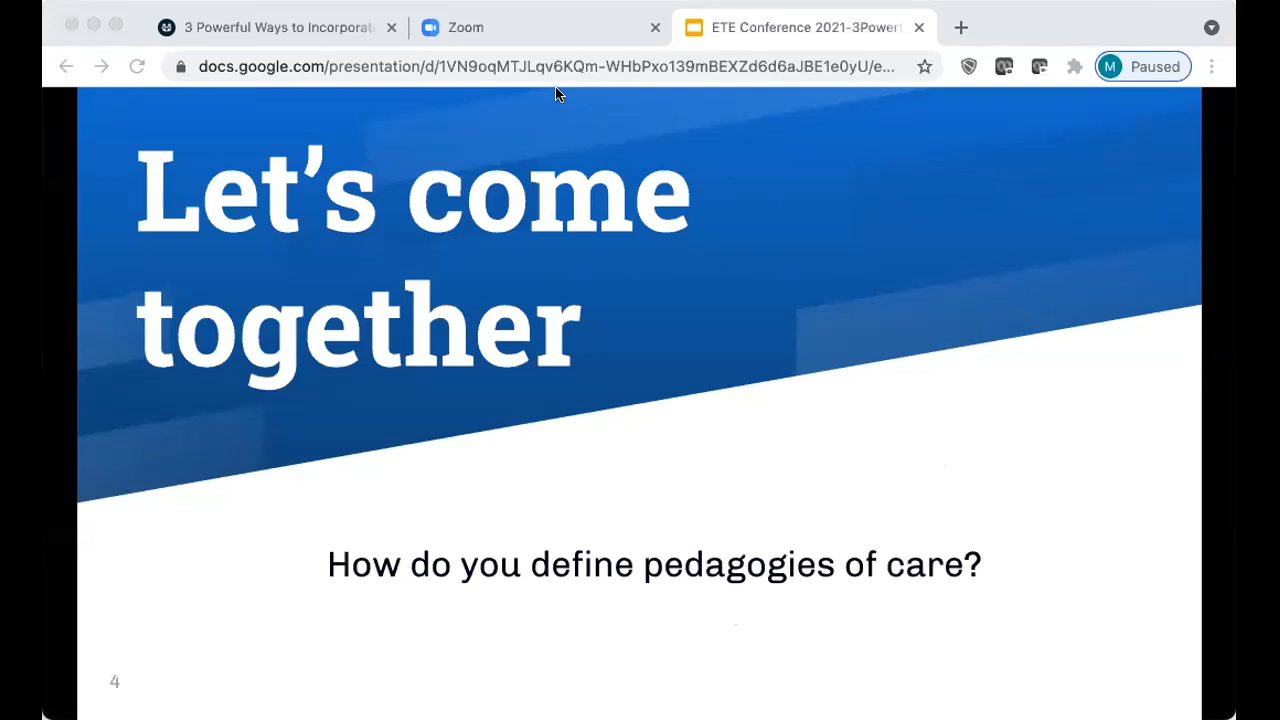 3 Powerful Ways to Incorporat
Zoom
ETE Conference 2021-3Power
docs.google.com/presentation/d/1VN9oqMTJLqv6KQm-WHbPxo139mBEXZd6d6aJBE1e0yU/e...
M Paused
Let's come
together
How do you define pedagogies of care?
4